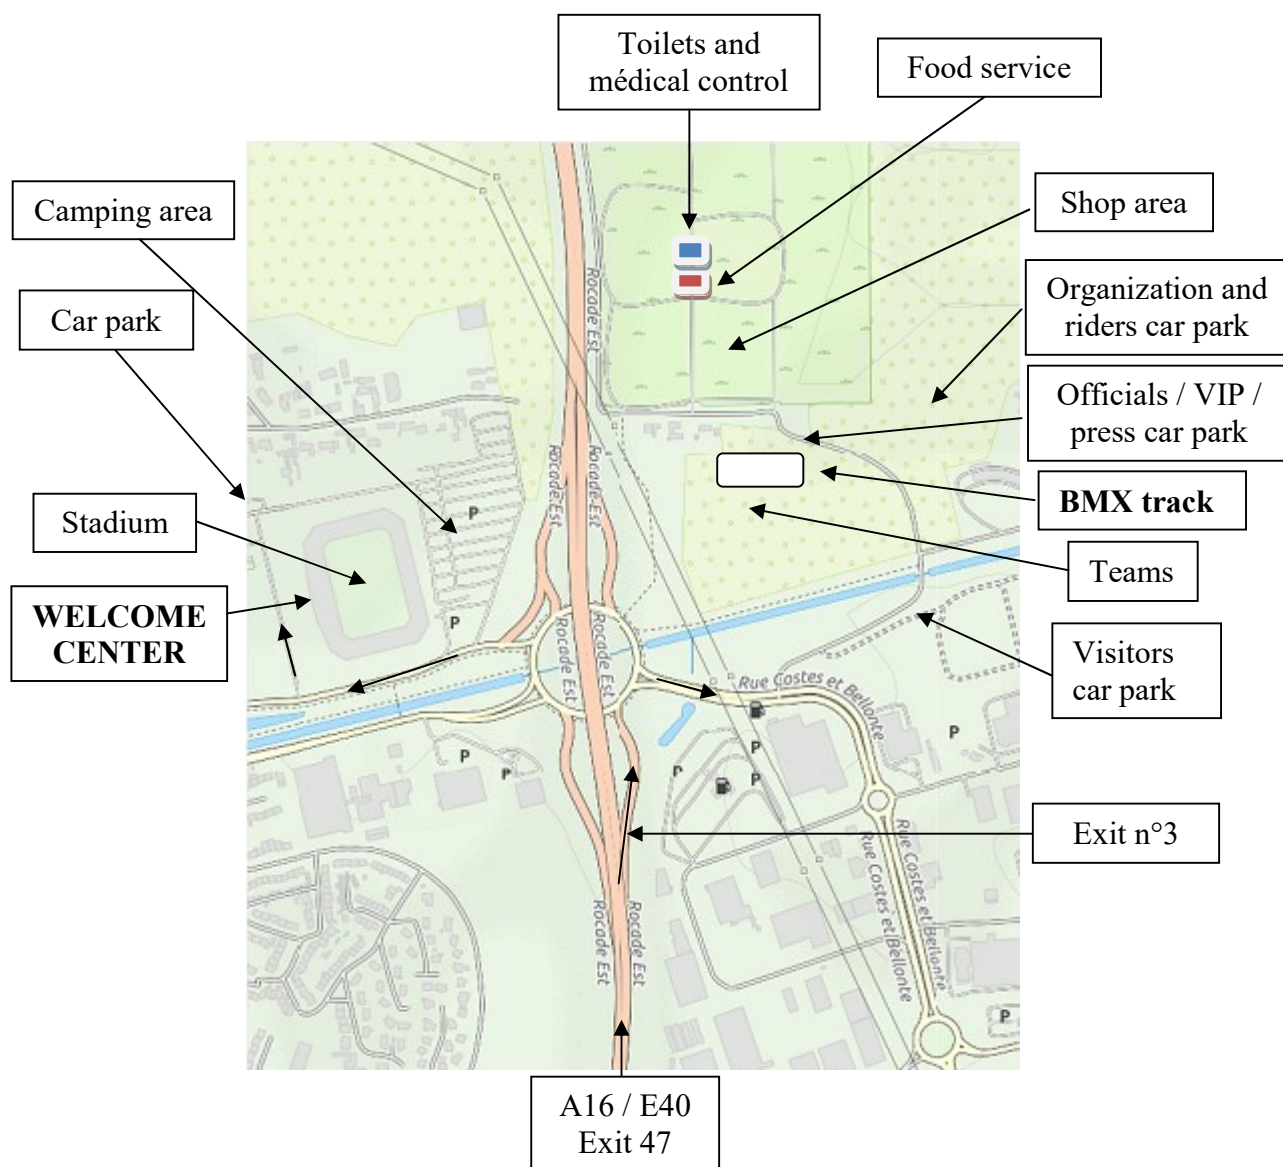 Toilets and
médical control
Food service
Camping area
Shop area
Car park
Organization and
riders car park
Officials / VIP /
press car park
Stadium
BMX track
WELCOME
CENTER
Teams
Visitors
car park
Exit n°3
A16 / E40
Exit 47
Rocade Est
Rocade Est
Rocade Est
Rocade Est
Rocade Est
Rocade Est
Rocade Est
Rue Costes et Bellonte
Rue Costes et Bellonte
Rue Costes et Bellonte
P
P
P
P
P
P
P
P
P